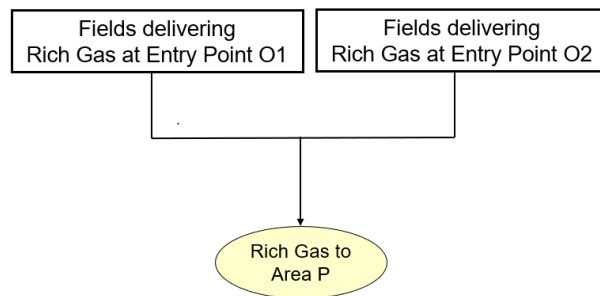 Fields delivering
Rich Gas at Entry Point O1
Fields delivering
Rich Gas at Entry Point O2
Rich Gas to
Area P